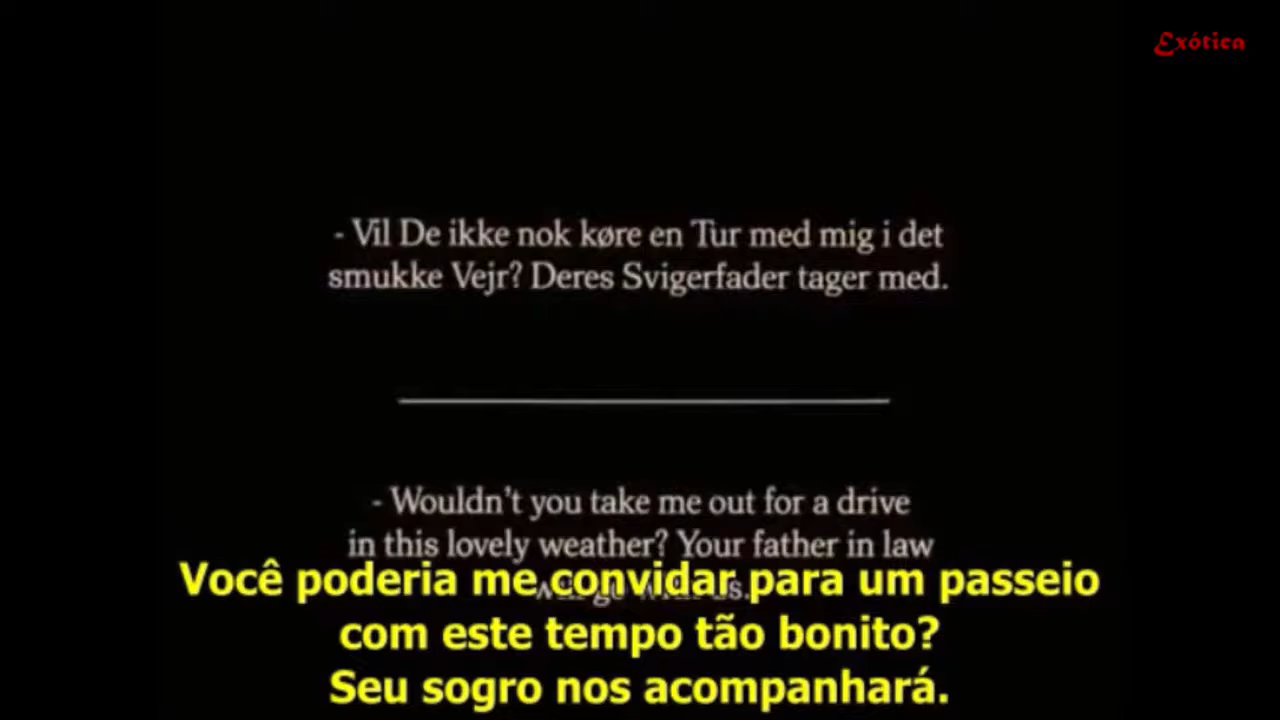 Exótica
- Vil De ikke nok køre en Tur med mig i det
smukke Vejr? Deres Svigerfader tager med.
- Wouldn't you take me out for a drive
in this lovely weather? Your father in law
Você poderia me convidar para um passeio
com este tempo tão bonito?
Seu sogro nos acompanhará.